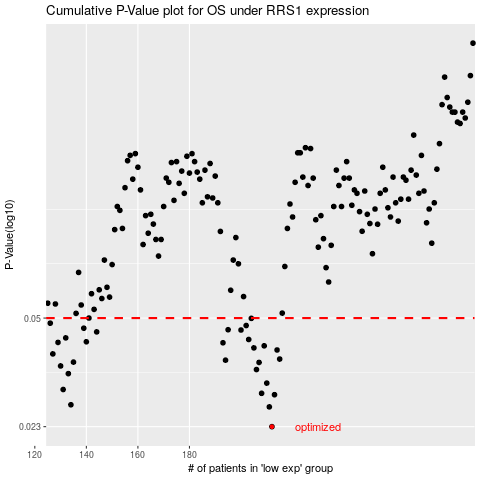 Cumulative P-Value plot for OS under RRS1 expression
P-Value(log10)
0.05
0.023
optimized
120 140 160 180
# of patients in 'low exp' group